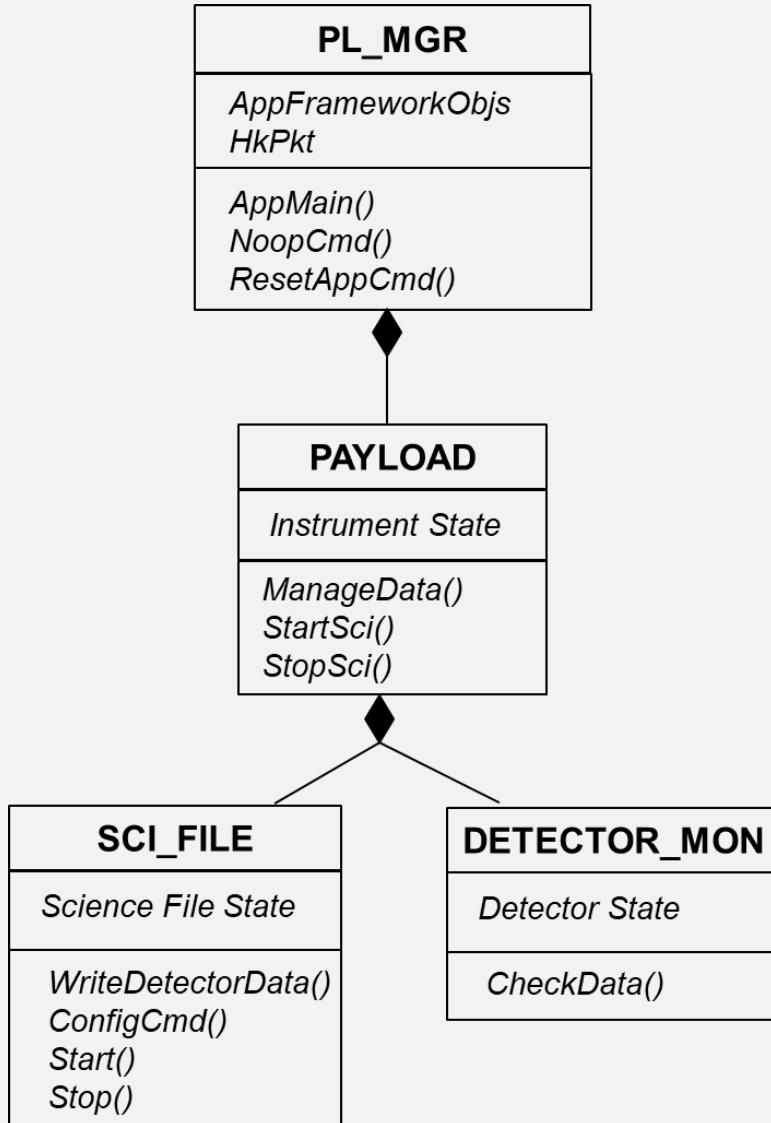 PL_MGR
AppFrameworkObjs
HkPkt
AppMain()
NoopCmd()
ResetAppCmd()
PAYLOAD
Instrument State
ManageData()
StartSci()
StopSci()
SCI_FILE
Science File State
WriteDetectorData()
ConfigCmd()
Start()
Stop()
DETECTOR_MON
Detector State
CheckData()